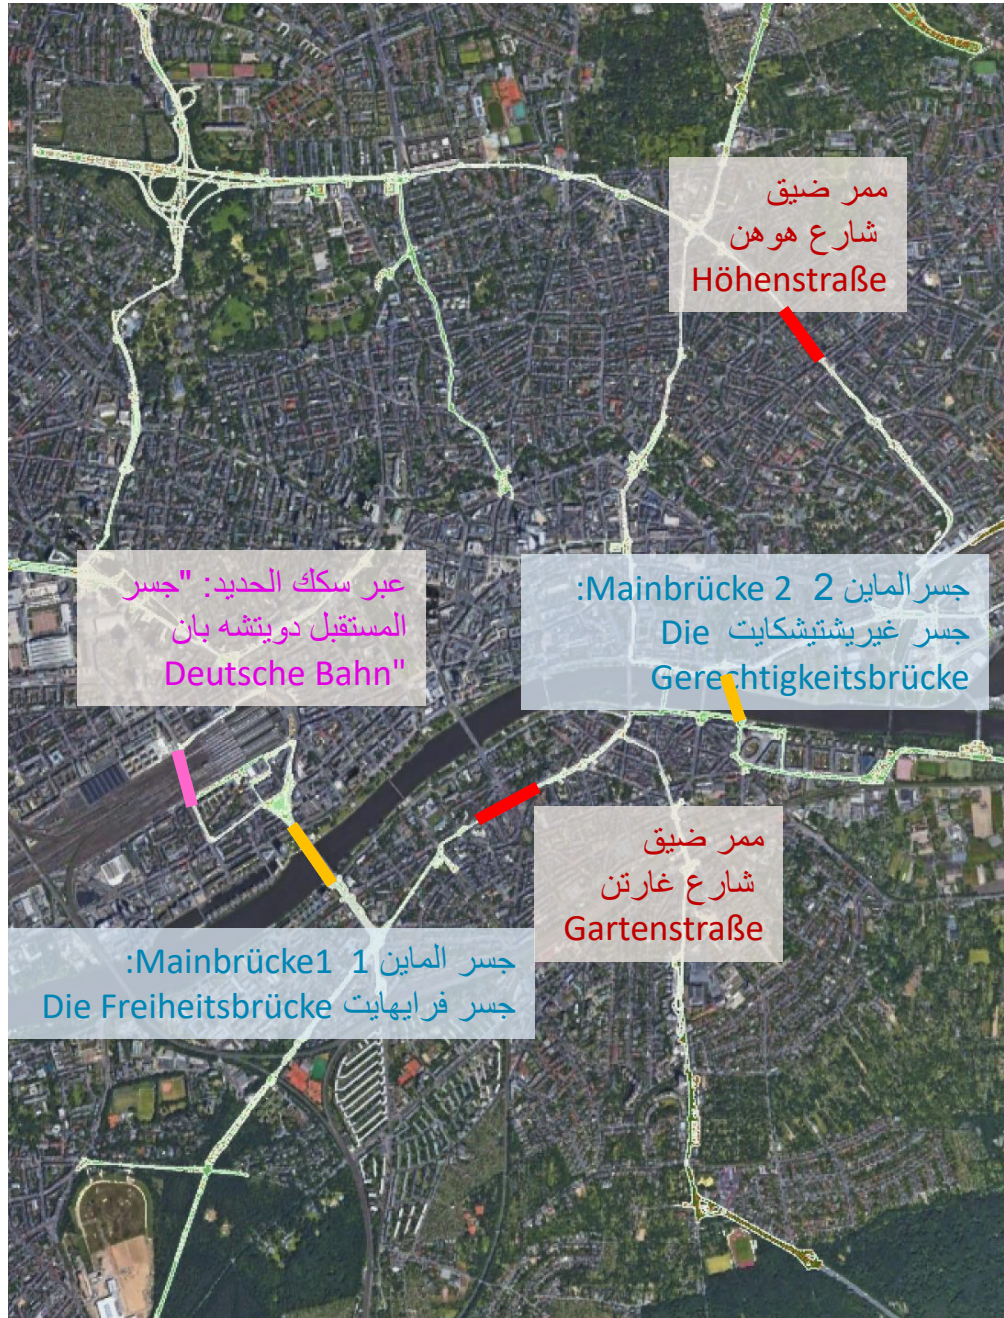 ممر ضيق
شارع هوهن
Höhenstraße
عبر سكك الحديد: "جسر
المستقبل دويتشه بان
Deutsche Bahn"
جسر الماين 2 Mainbrücke 2:
جسر غيريشتيشكايت Die
Gerechtigkeitsbrücke
ممر ضيق
شارع غارتن
Gartenstraße
جسر الماين 1 Mainbrücke1:
جسر فرايهايت Die Freiheitsbrücke